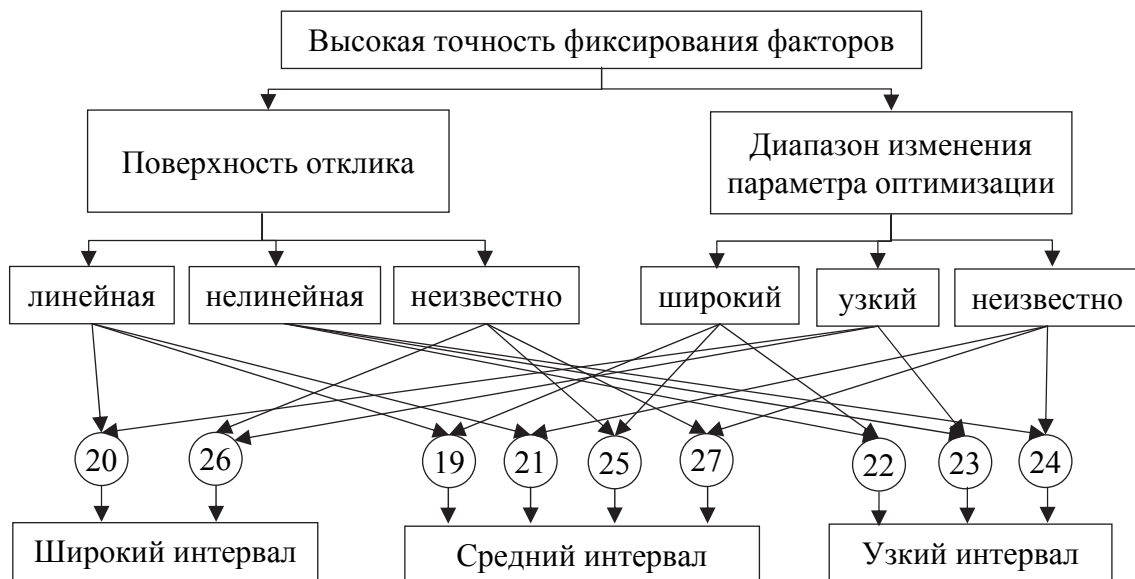 Высокая точность фиксирования факторов
Поверхность отклика
Диапазон изменения
параметра оптимизации
линейная
нелинейная
неизвестно
широкий
узкий
неизвестно
20
26
19
21
25
27
22
23
24
Широкий интервал
Средний интервал
Узкий интервал